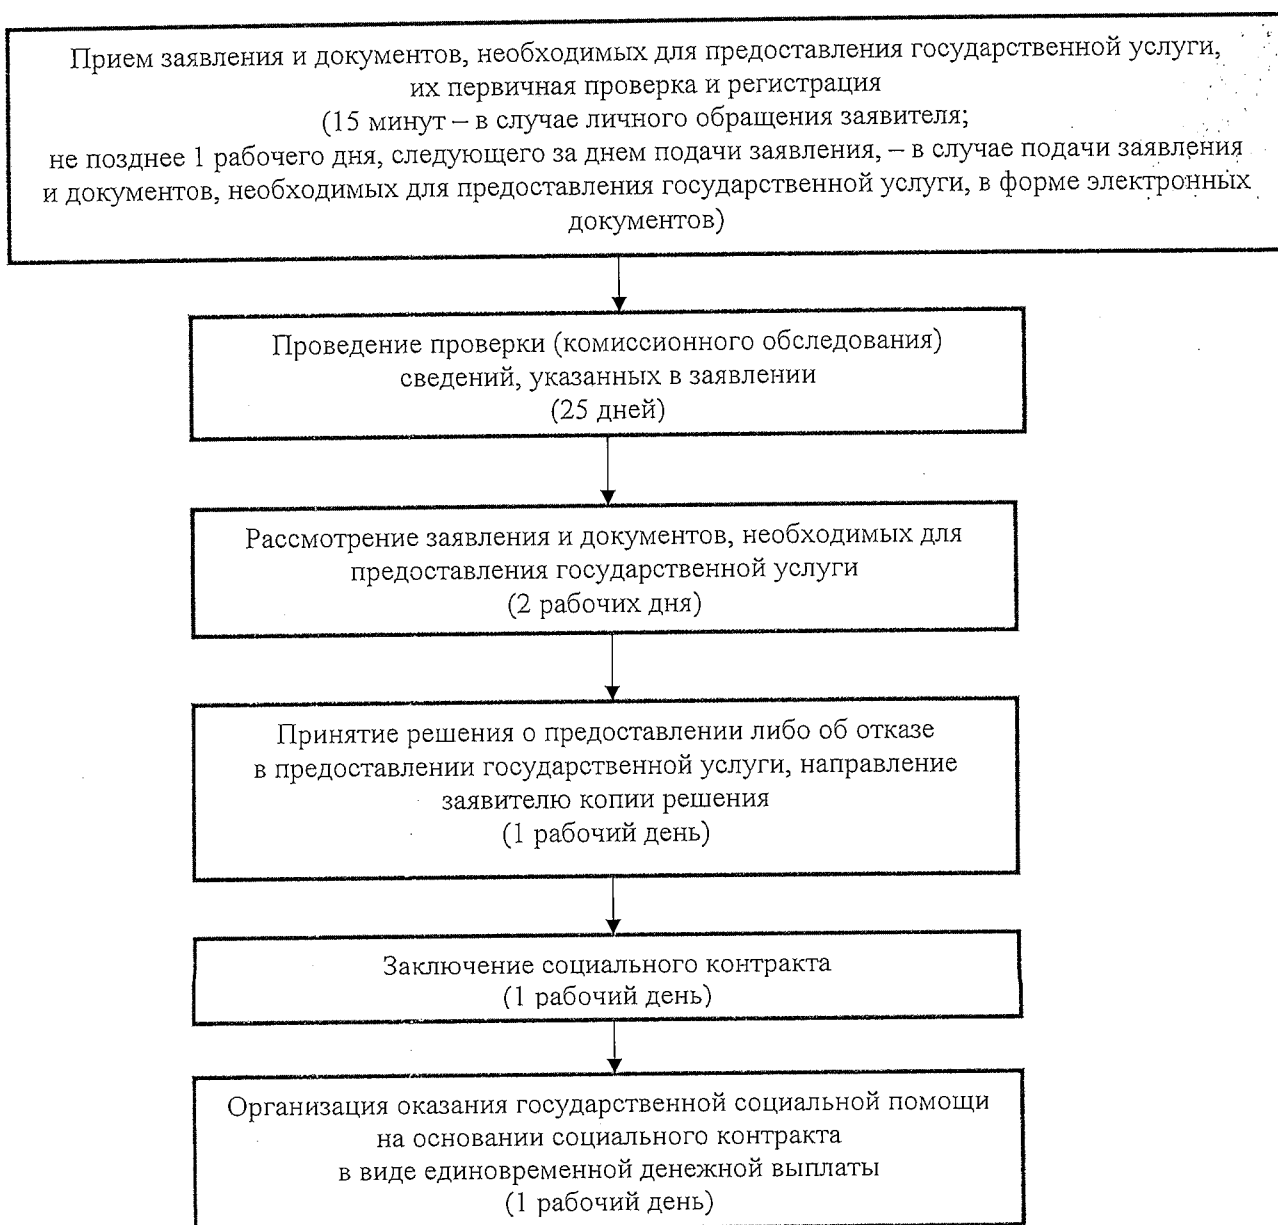 Прием заявления и документов, необходимых для предоставления государственной услуги,
их первичная проверка и регистрация
(15 минут – в случае личного обращения заявителя;
не позднее 1 рабочего дня, следующего за днем подачи заявления, – в случае подачи заявления
и документов, необходимых для предоставления государственной услуги, в форме электронных
документов)
Проведение проверки (комиссионного обследования)
сведений, указанных в заявлении
(25 дней)
Рассмотрение заявления и документов, необходимых для
предоставления государственной услуги
(2 рабочих дня)
Принятие решения о предоставлении либо об отказе
в предоставлении государственной услуги, направление
заявителю копии решения
(1 рабочий день)
Заключение социального контракта
(1 рабочий день)
Организация оказания государственной социальной помощи
на основании социального контракта
в виде единовременной денежной выплаты
(1 рабочий день)